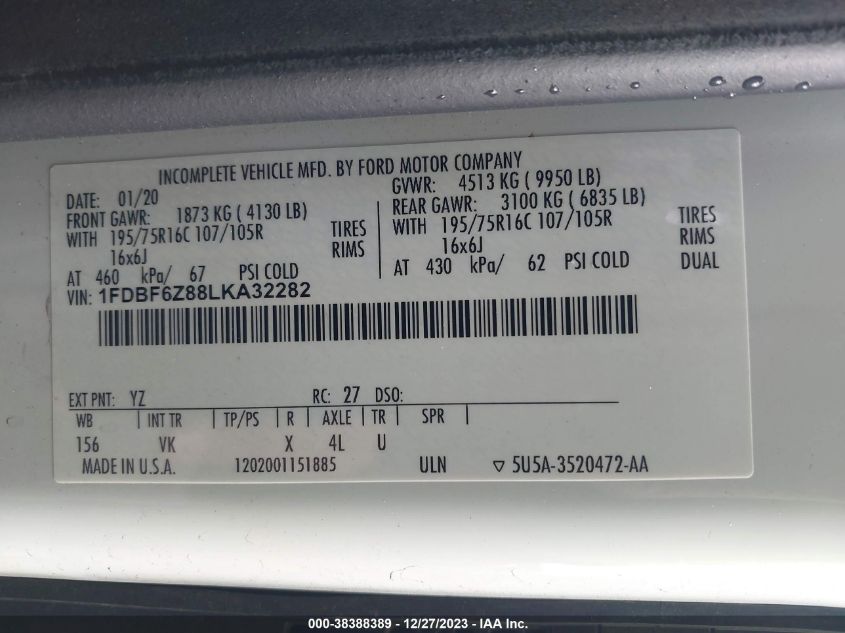 INCOMPLETE VEHICLE MFD. BY FORD MOTOR COMPANY
DATE: 01/20 GVWR: 4513 KG ( 9950 LB)
FRONT GAWR: 1873 KG ( 4130 LB) REAR GAWR: 3100 KG ( 6835 LB)
WITH 195/75R16C 107/105R TIRES WITH 195/75R16C 107/105R TIRES
16x6J RIMS 16x6J RIMS
AT 460 kPa/ 67 PSI COLD AT 430 kPa/ 62 PSI COLD DUAL
VIN: 1FDBF6Z88LKA32282
EXT PNT: YZ RC: 27 DSO:
WB INT TR TP/PS R AXLE TR SPR
156 VK X 4L U
MADE IN U.S.A. 1202001151885 ULN ▽ 5U5A-3520472-AA
000-38388389 - 12/27/2023 - IAA Inc.